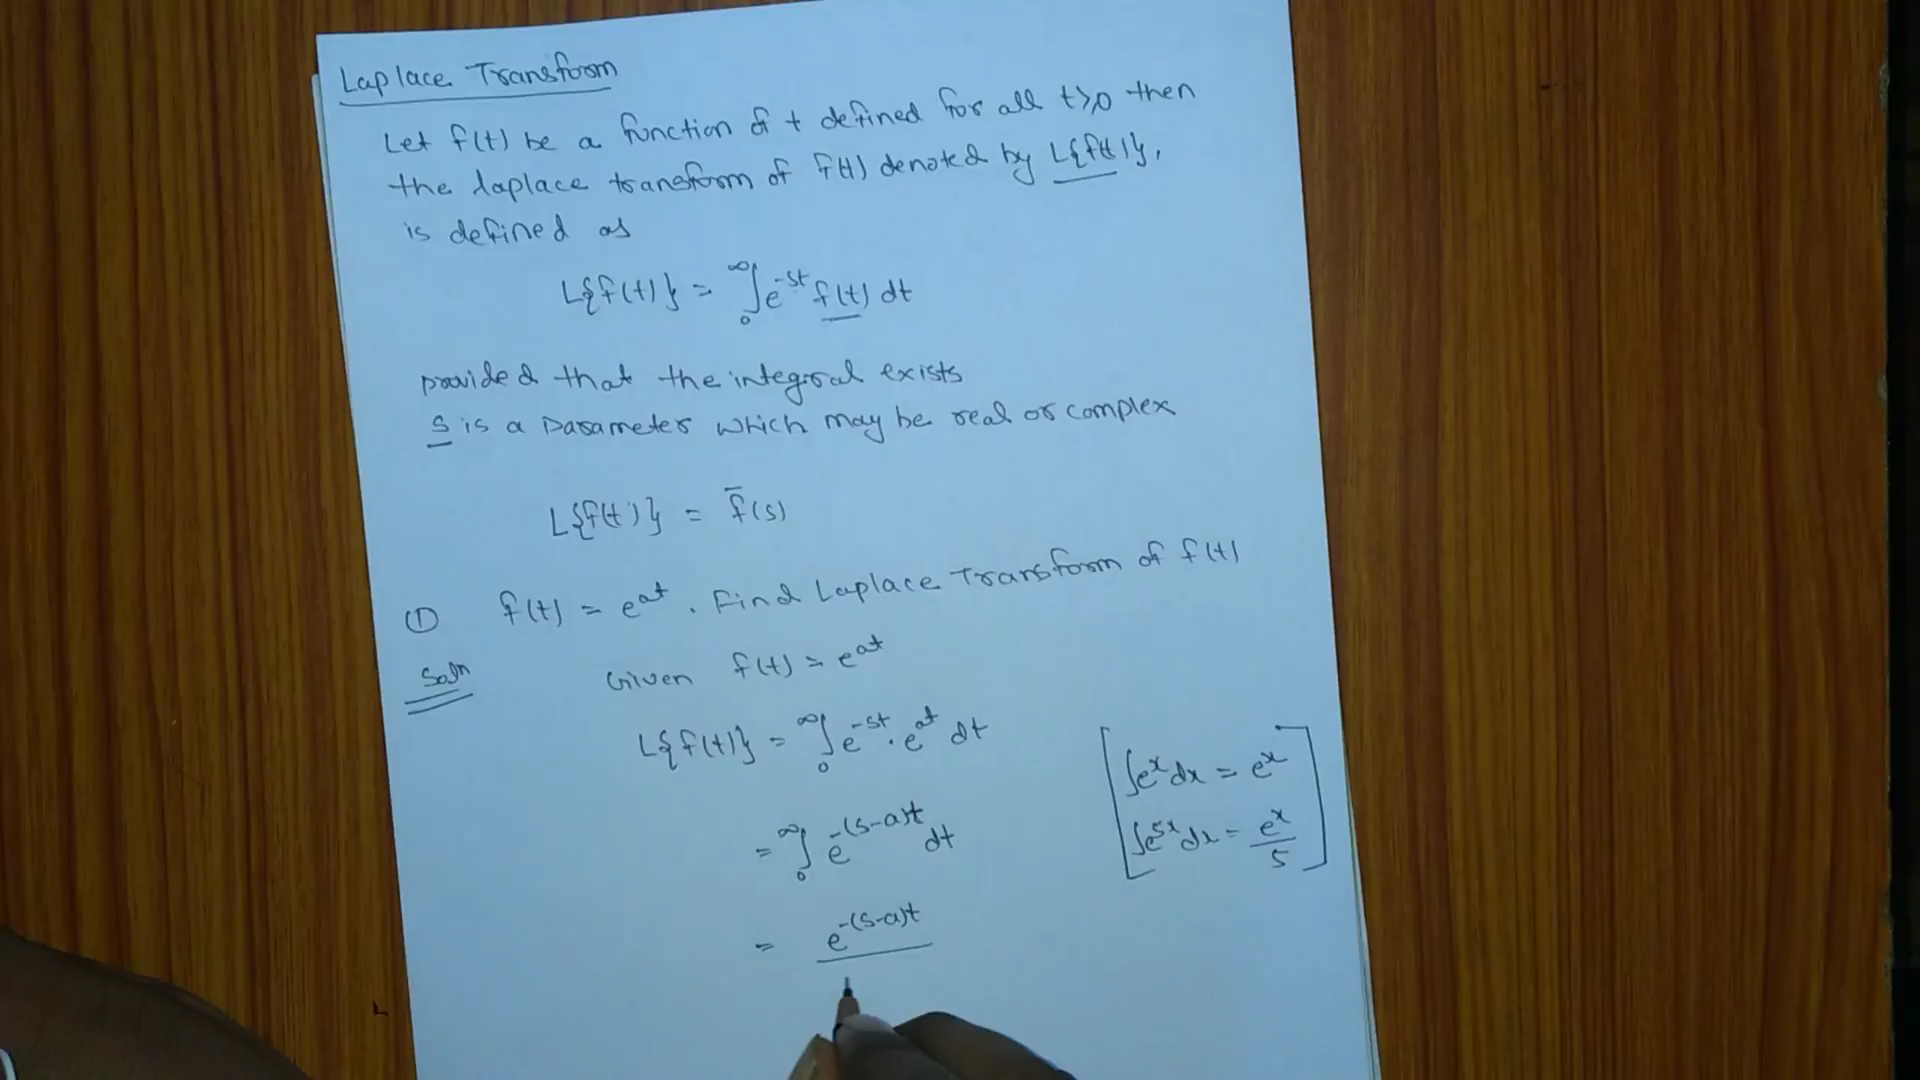 Laplace Transform
Let f(t) be a function of t defined for all t≥0 then
the laplace transform of f(t) denoted by L{f(t)}.
is defined as
L{f(t)} = ∫₀^∞ e^{-st} f(t) dt
provided that the integral exists
s is a parameter which may be real or complex
L{f(t)} = f̄(s)
① f(t) = e^{at}. Find Laplace Transform of f(t)
Soln Given f(t) = e^{at}
L{f(t)} = ∫₀^∞ e^{-st}.e^{at} dt
= ∫₀^∞ e^{-(s-a)t} dt
= e^{-(s-a)t}
∫e^x dx = e^x
∫e^{5x} dx = e^x/5